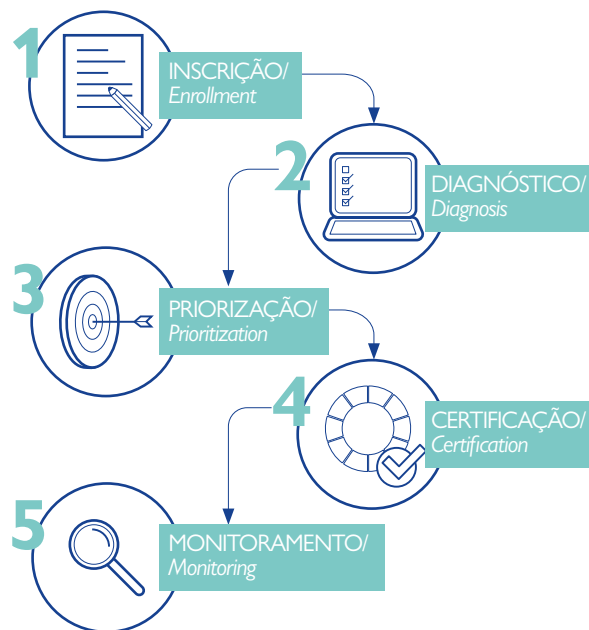 1
INSCRIÇÃO/
Enrollment
2
DIAGNÓSTICO/
Diagnosis
3
PRIORIZAÇÃO/
Prioritization
4
CERTIFICAÇÃO/
Certification
5
MONITORAMENTO/
Monitoring